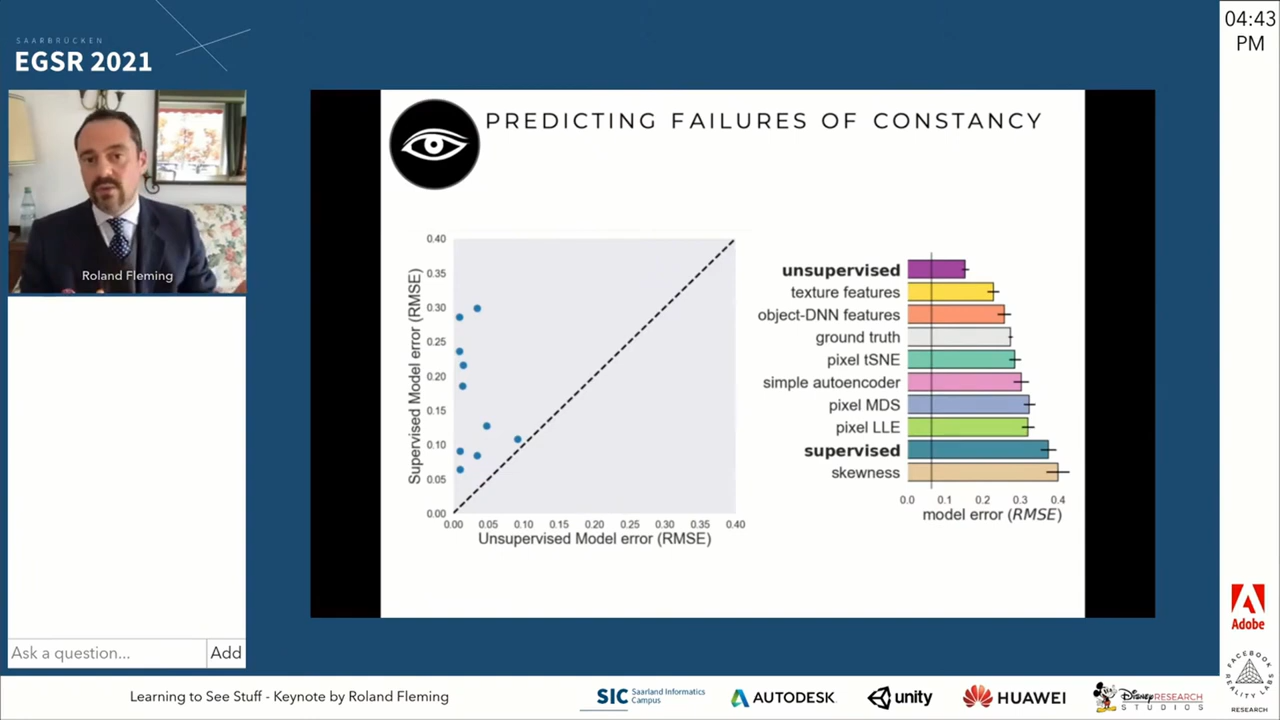 SAARBRÜCKEN
EGSR 2021
04:43
PM
Roland Fleming
PREDICTING FAILURES OF CONSTANCY
Supervised Model error (RMSE)
0.40
0.35
0.30
0.25
0.20
0.15
0.10
0.05
0.00
0.00 0.05 0.10 0.15 0.20 0.25 0.30 0.35 0.40
Unsupervised Model error (RMSE)
unsupervised
texture features
object-DNN features
ground truth
pixel tSNE
simple autoencoder
pixel MDS
pixel LLE
supervised
skewness
0.0 0.1 0.2 0.3 0.4
model error (RMSE)
Ask a question...
Add
Adobe
FACEBOOK REALITY LABS
RESEARCH
Learning to See Stuff - Keynote by Roland Fleming
SIC Saarland Informatics Campus
AUTODESK
unity
HUAWEI
Disney RESEARCH
STUDIOS